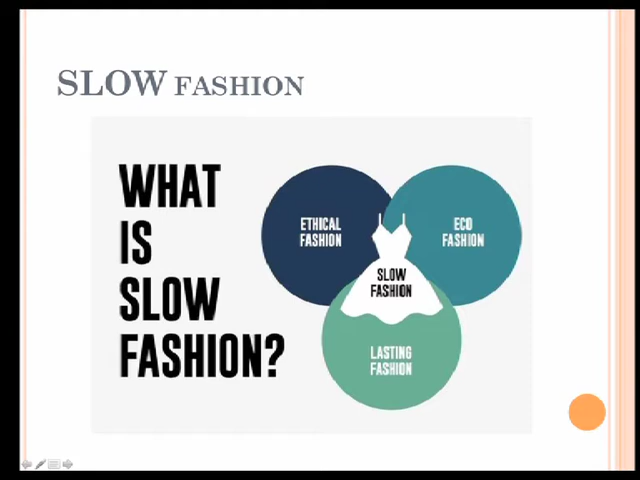 SLOW FASHION
WHAT
IS
SLOW
FASHION?
ETHICAL
FASHION
ECO
FASHION
SLOW
FASHION
LASTING
FASHION